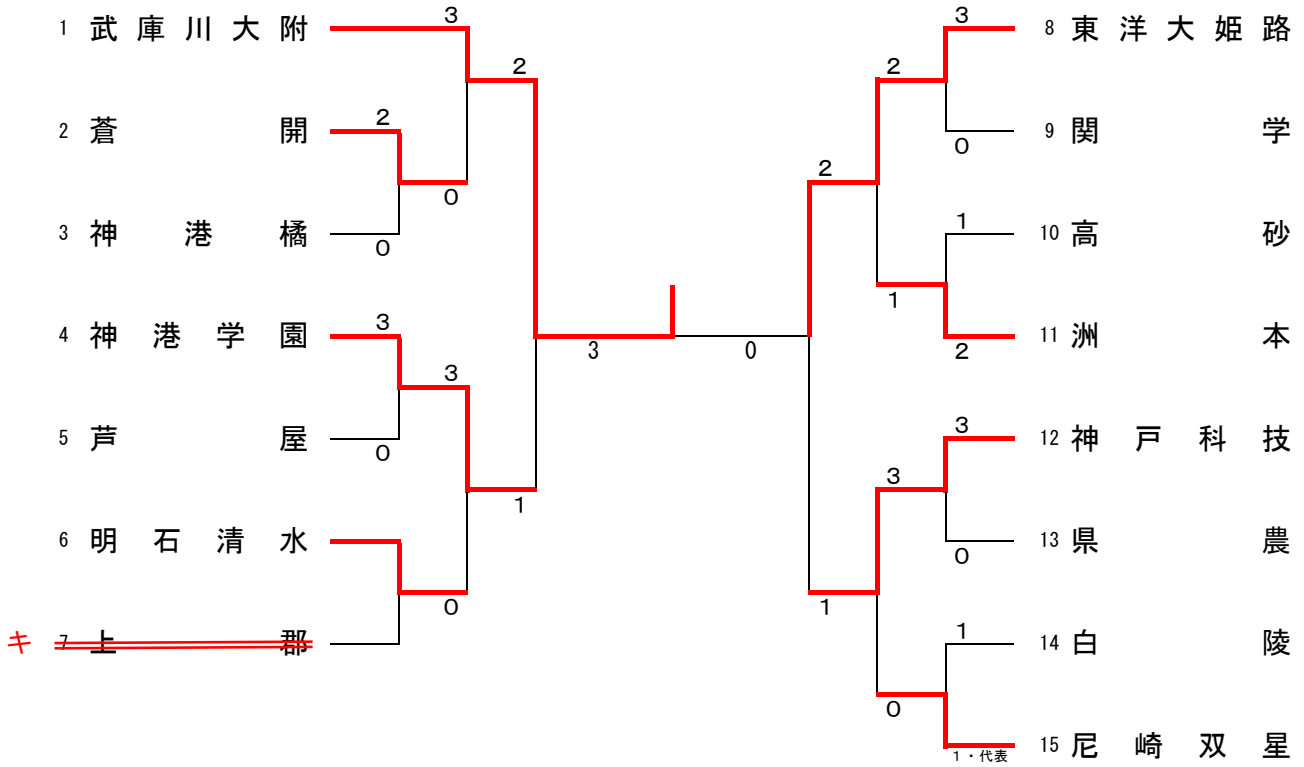 1 武庫川大附
3
2
2 蒼開
2
0
3 神港橘
0
4 神港学園
3
3
5 芦屋
0
1
6 明石清水
0
キ 7 上郡
3
0
3
8 東洋大姫路
2
9 関学
0
2
1
10 高砂
1
11 洲本
2
3
12 神戸科技
3
13 県農
0
1
1
14 白陵
0
1・代表
15 尼崎双星